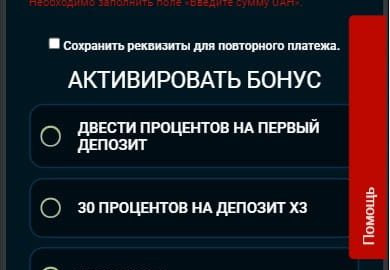 Необходимо заполнить поле «Введите сумму UAH».
Сохранить реквизиты для повторного платежа.
АКТИВИРОВАТЬ БОНУС
ДВЕСТИ ПРОЦЕНТОВ НА ПЕРВЫЙ
ДЕПОЗИТ
30 ПРОЦЕНТОВ НА ДЕПОЗИТ X3
Помощь